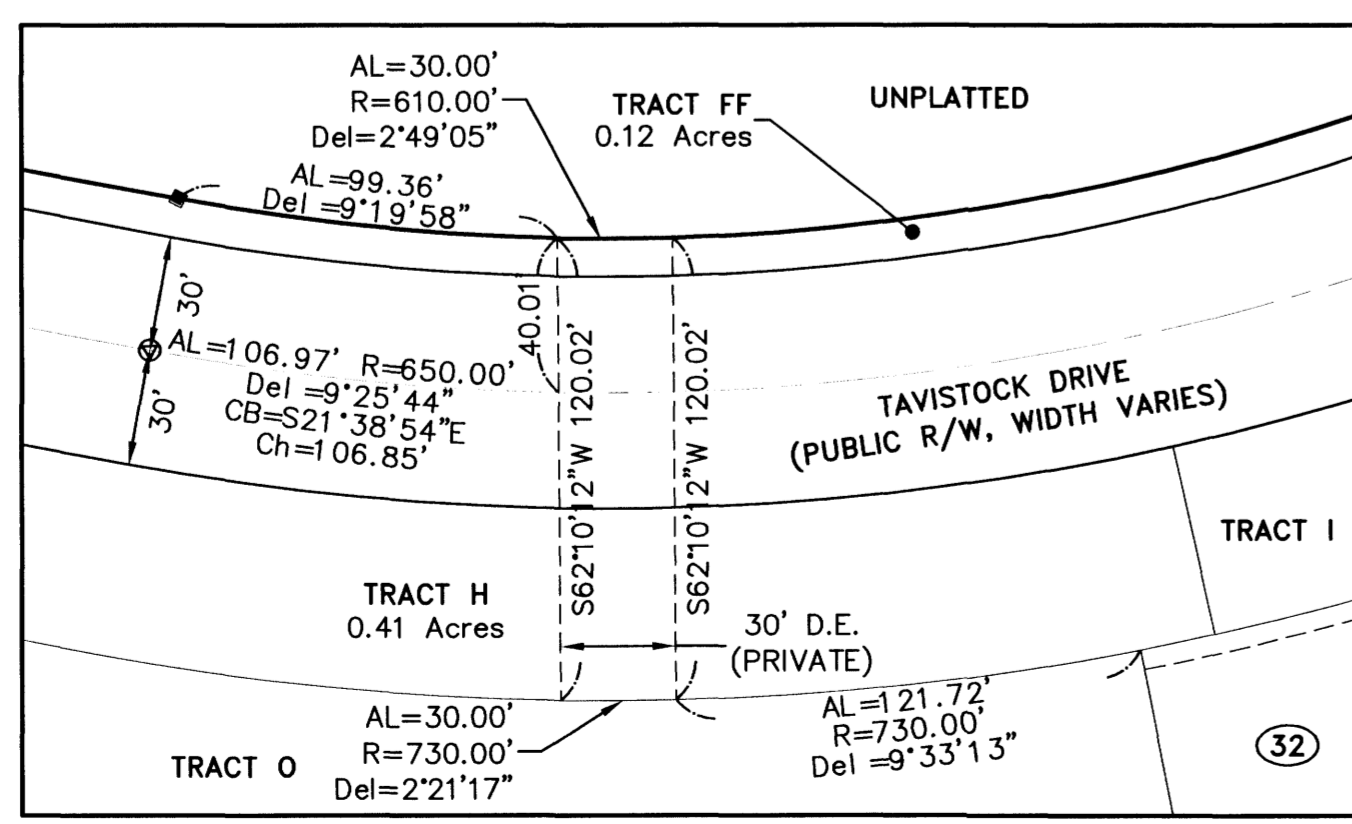 AL=30.00'
R=610.00'
Del=2°49'05"
TRACT FF
0.12 Acres
UNPLATTED
AL=99.36'
Del=9°19'58"
30'
30'
AL=106.97' R=650.00'
Del=9°25'44"
CB=S21°38'54"E
Ch=106.85'
40.01'
S62°10'12"W 120.02'
S62°10'12"W 120.02'
TAVISTOCK DRIVE
(PUBLIC R/W, WIDTH VARIES)
TRACT I
TRACT H
0.41 Acres
30' D.E.
(PRIVATE)
AL=30.00'
R=730.00'
Del=2°21'17"
AL=121.72'
R=730.00'
Del=9°33'13"
TRACT O
32